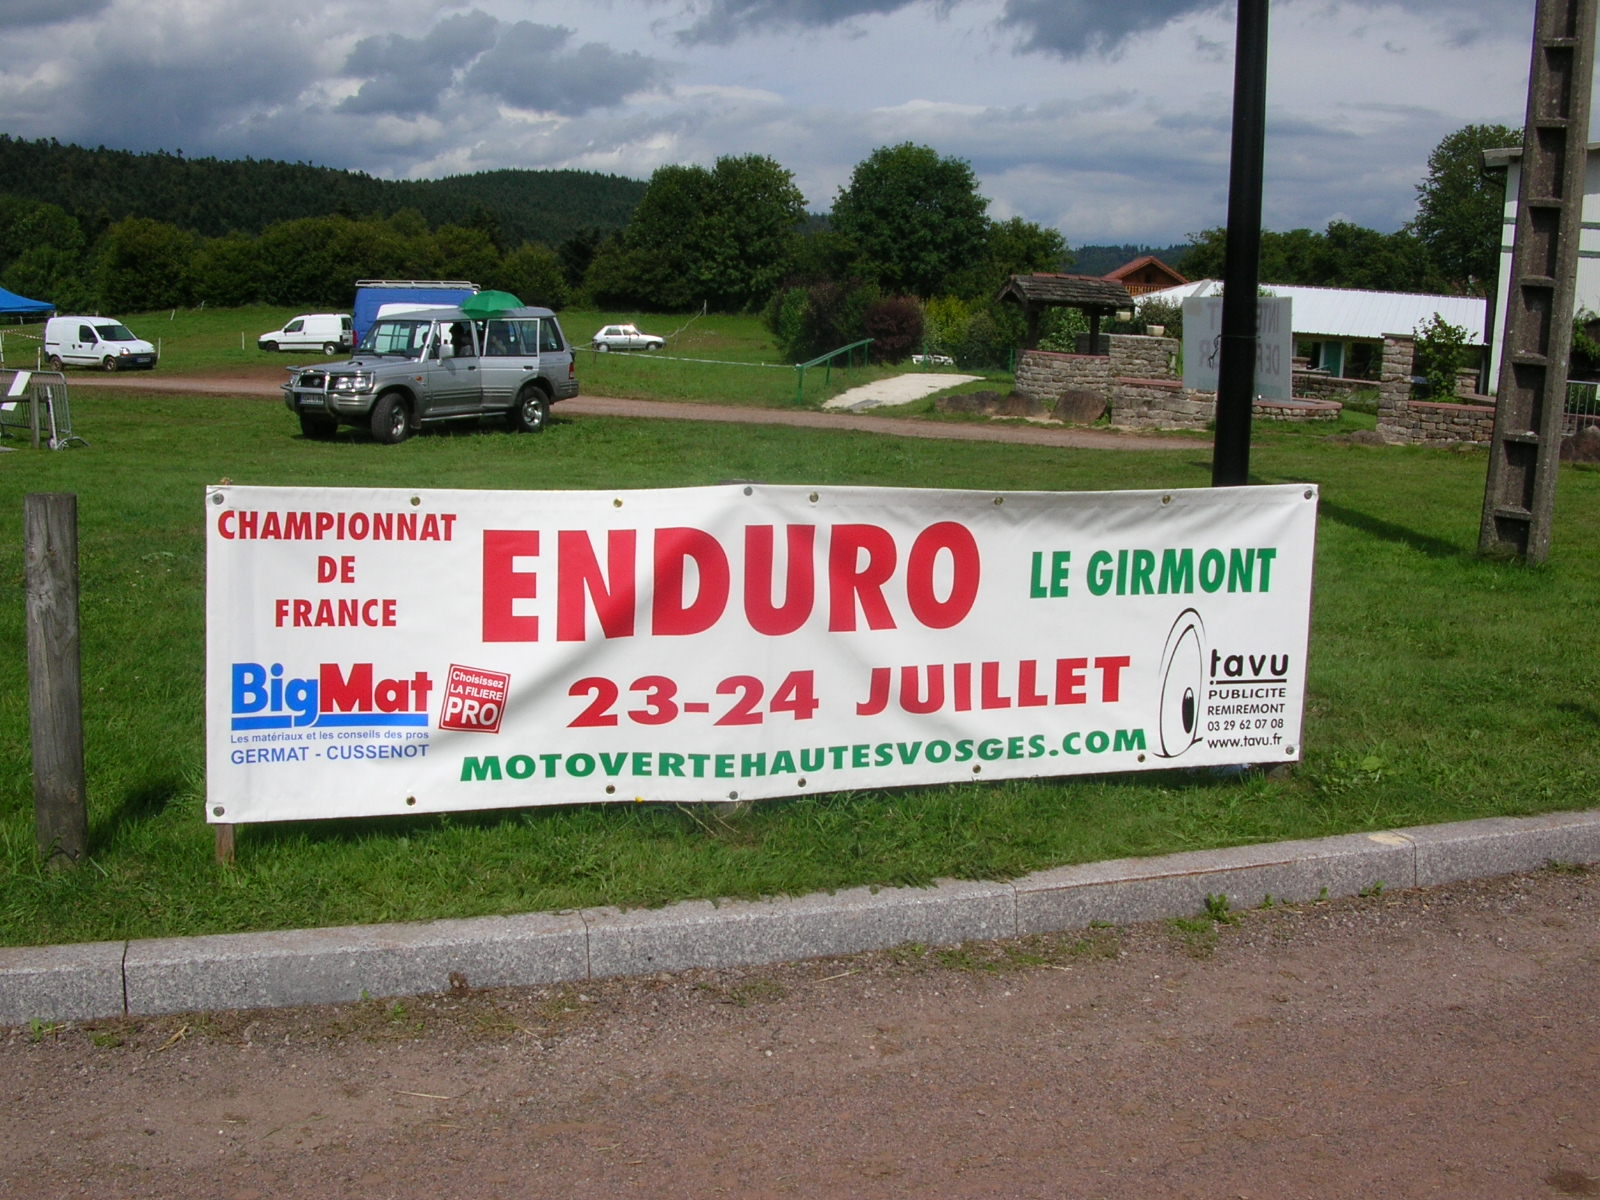 CHAMPIONNAT
DE
FRANCE
ENDURO
LE GIRMONT
23-24 JUILLET
MOTOVERTEHAUTESVOSGES.COM
BigMat
Les matériaux et les conseils des pros
GERMAT - CUSSENOT
Choisissez
LA FILIERE
PRO
tavu
PUBLICITE
REMIREMONT
03 29 62 07 08
www.tavu.fr